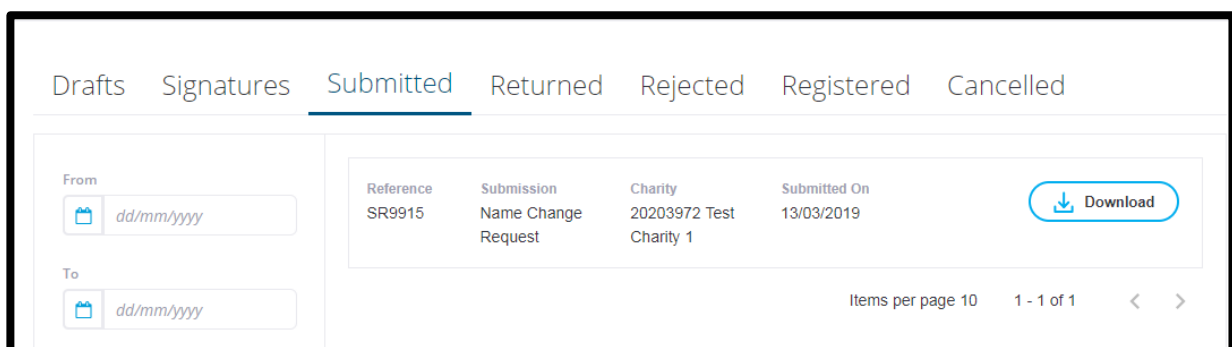 Drafts Signatures Submitted Returned Rejected Registered Cancelled
From
dd/mm/yyyy
To
dd/mm/yyyy
Reference Submission Charity Submitted On
SR9915 Name Change 20203972 Test 13/03/2019
Request Charity 1
Download
Items per page 10 1 - 1 of 1